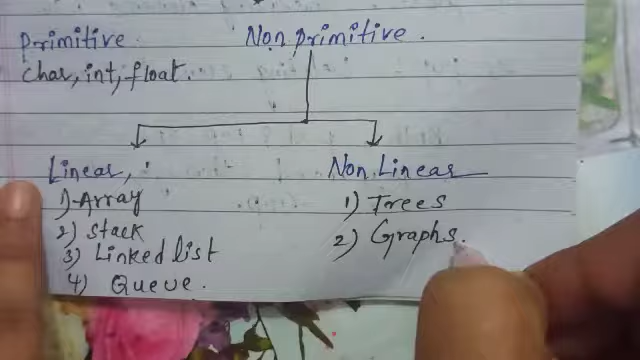 Primitive
char, int, float.
Non primitive.
Linear,
1) Array
2) Stack
3) Linked list
4) Queue.
Non Linear
1) Trees
2) Graphs.